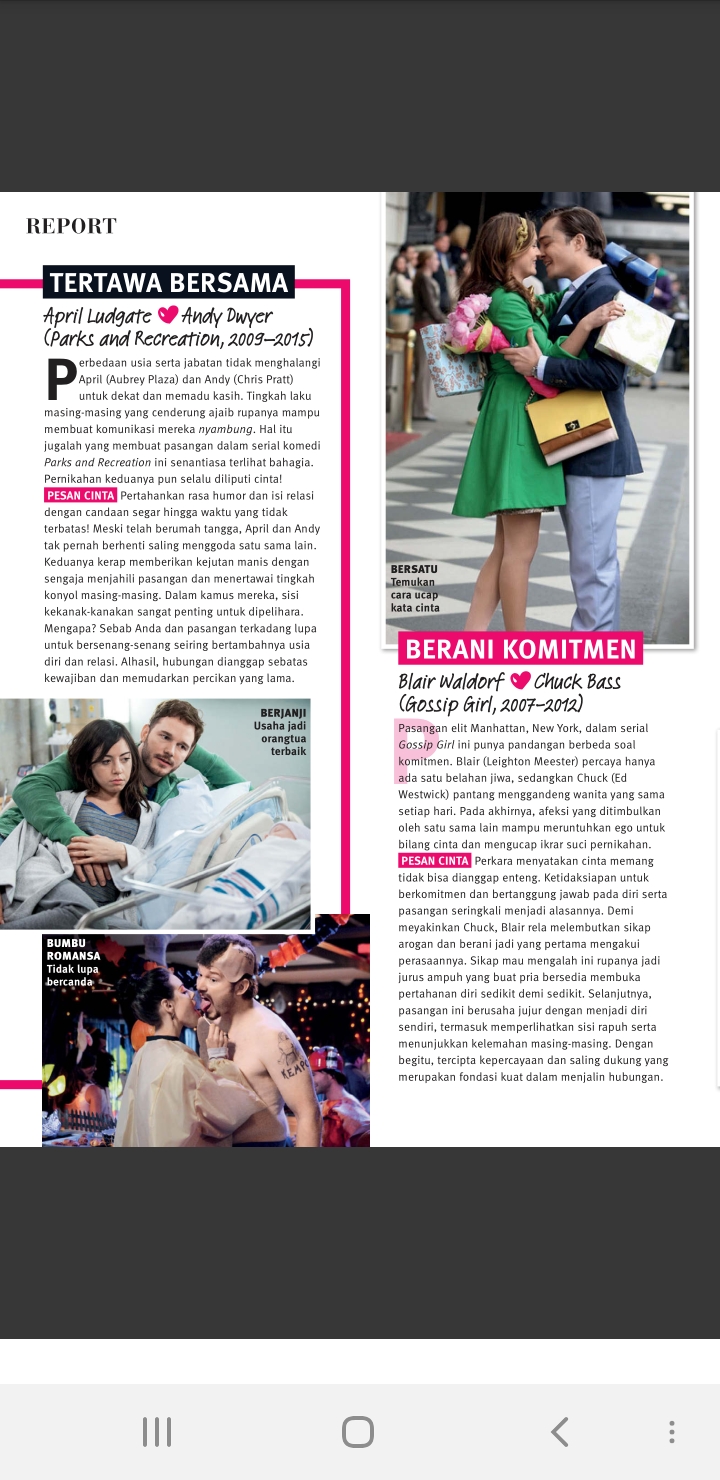 REPORT
TERTAWA BERSAMA
April Ludgate Andy Dwyer
(Parks and Recreation, 2009–2015)
Perbedaan usia serta jabatan tidak menghalangi
April (Aubrey Plaza) dan Andy (Chris Pratt)
untuk dekat dan memadu kasih. Tingkah laku
masing-masing yang cenderung ajaib rupanya mampu
membuat komunikasi mereka nyambung. Hal itu
jugalah yang membuat pasangan dalam serial komedi
Parks and Recreation ini senantiasa terlihat bahagia.
Pernikahan keduanya pun selalu diliputi cinta!
PESAN CINTA Pertahankan rasa humor dan isi relasi
dengan candaan segar hingga waktu yang tidak
terbatas! Meski telah berumah tangga, April dan Andy
tak pernah berhenti saling menggoda satu sama lain.
Keduanya kerap memberikan kejutan manis dengan
sengaja menjahili pasangan dan menertawai tingkah
konyol masing-masing. Dalam kamus mereka, sisi
kekanak-kanakan sangat penting untuk dipelihara.
Mengapa? Sebab Anda dan pasangan terkadang lupa
untuk bersenang-senang seiring bertambahnya usia
diri dan relasi. Alhasil, hubungan dianggap sebatas
kewajiban dan memudarkan percikan yang lama.
BERJANJI
Usaha jadi
orangtua
terbaik
BUMBU
ROMANSA
Tidak lupa
bercanda
KEMPO
BERSATU
Temukan
cara ucap
kata cinta
BERANI KOMITMEN
Blair Waldorf Chuck Bass
(Gossip Girl, 2007–2012)
P
Pasangan elit Manhattan, New York, dalam serial
Gossip Girl ini punya pandangan berbeda soal
komitmen. Blair (Leighton Meester) percaya hanya
ada satu belahan jiwa, sedangkan Chuck (Ed
Westwick) pantang menggandeng wanita yang sama
setiap hari. Pada akhirnya, afeksi yang ditimbulkan
oleh satu sama lain mampu meruntuhkan ego untuk
bilang cinta dan mengucap ikrar suci pernikahan.
PESAN CINTA Perkara menyatakan cinta memang
tidak bisa dianggap enteng. Ketidaksiapan untuk
berkomitmen dan bertanggung jawab pada diri serta
pasangan seringkali menjadi alasannya. Demi
meyakinkan Chuck, Blair rela melembutkan sikap
arogan dan berani jadi yang pertama mengakui
perasaannya. Sikap mau mengalah ini rupanya jadi
jurus ampuh yang buat pria bersedia membuka
pertahanan diri sedikit demi sedikit. Selanjutnya,
pasangan ini berusaha jujur dengan menjadi diri
sendiri, termasuk memperlihatkan sisi rapuh serta
menunjukkan kelemahan masing-masing. Dengan
begitu, tercipta kepercayaan dan saling dukung yang
merupakan fondasi kuat dalam menjalin hubungan.